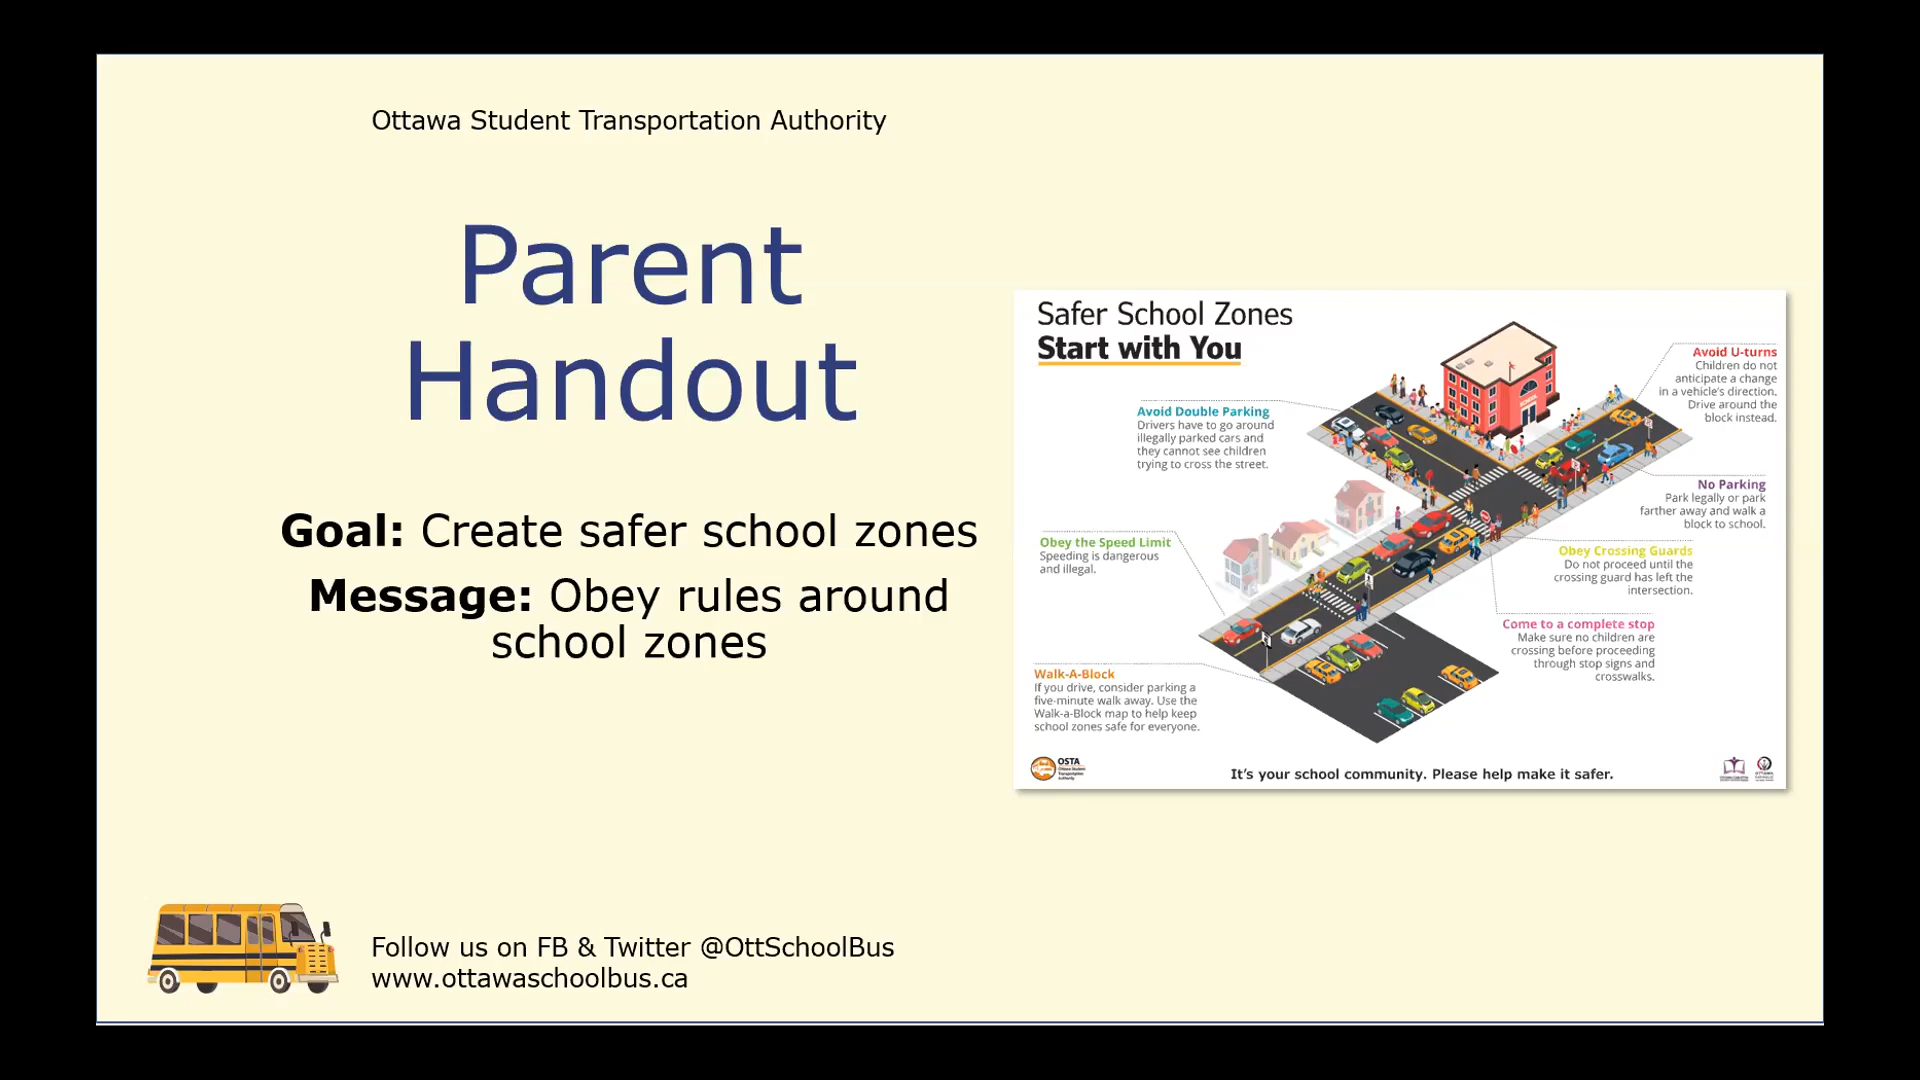 Ottawa Student Transportation Authority
Parent
Handout
Goal: Create safer school zones
Message: Obey rules around
school zones
Safer School Zones
Start with You
Avoid Double Parking
Drivers have to go around
illegally parked cars and
they cannot see children
trying to cross the street.
Avoid U-turns
Children do not
anticipate a change
in a vehicle's direction.
Drive around the
block instead.
No Parking
Park legally or park
farther away and walk a
block to school.
Obey the Speed Limit
Speeding is dangerous
and illegal.
Obey Crossing Guards
Do not proceed until the
crossing guard has left the
intersection.
Come to a complete stop
Make sure no children are
crossing before proceeding
through stop signs and
crosswalks.
Walk-A-Block
If you drive, consider parking a
five-minute walk away. Use the
Walk-a-Block map to help keep
school zones safe for everyone.
OSTA
Ottawa Student
Transportation
Authority
It's your school community. Please help make it safer.
SCHOOL
Follow us on FB & Twitter @OttSchoolBus
www.ottawaschoolbus.ca